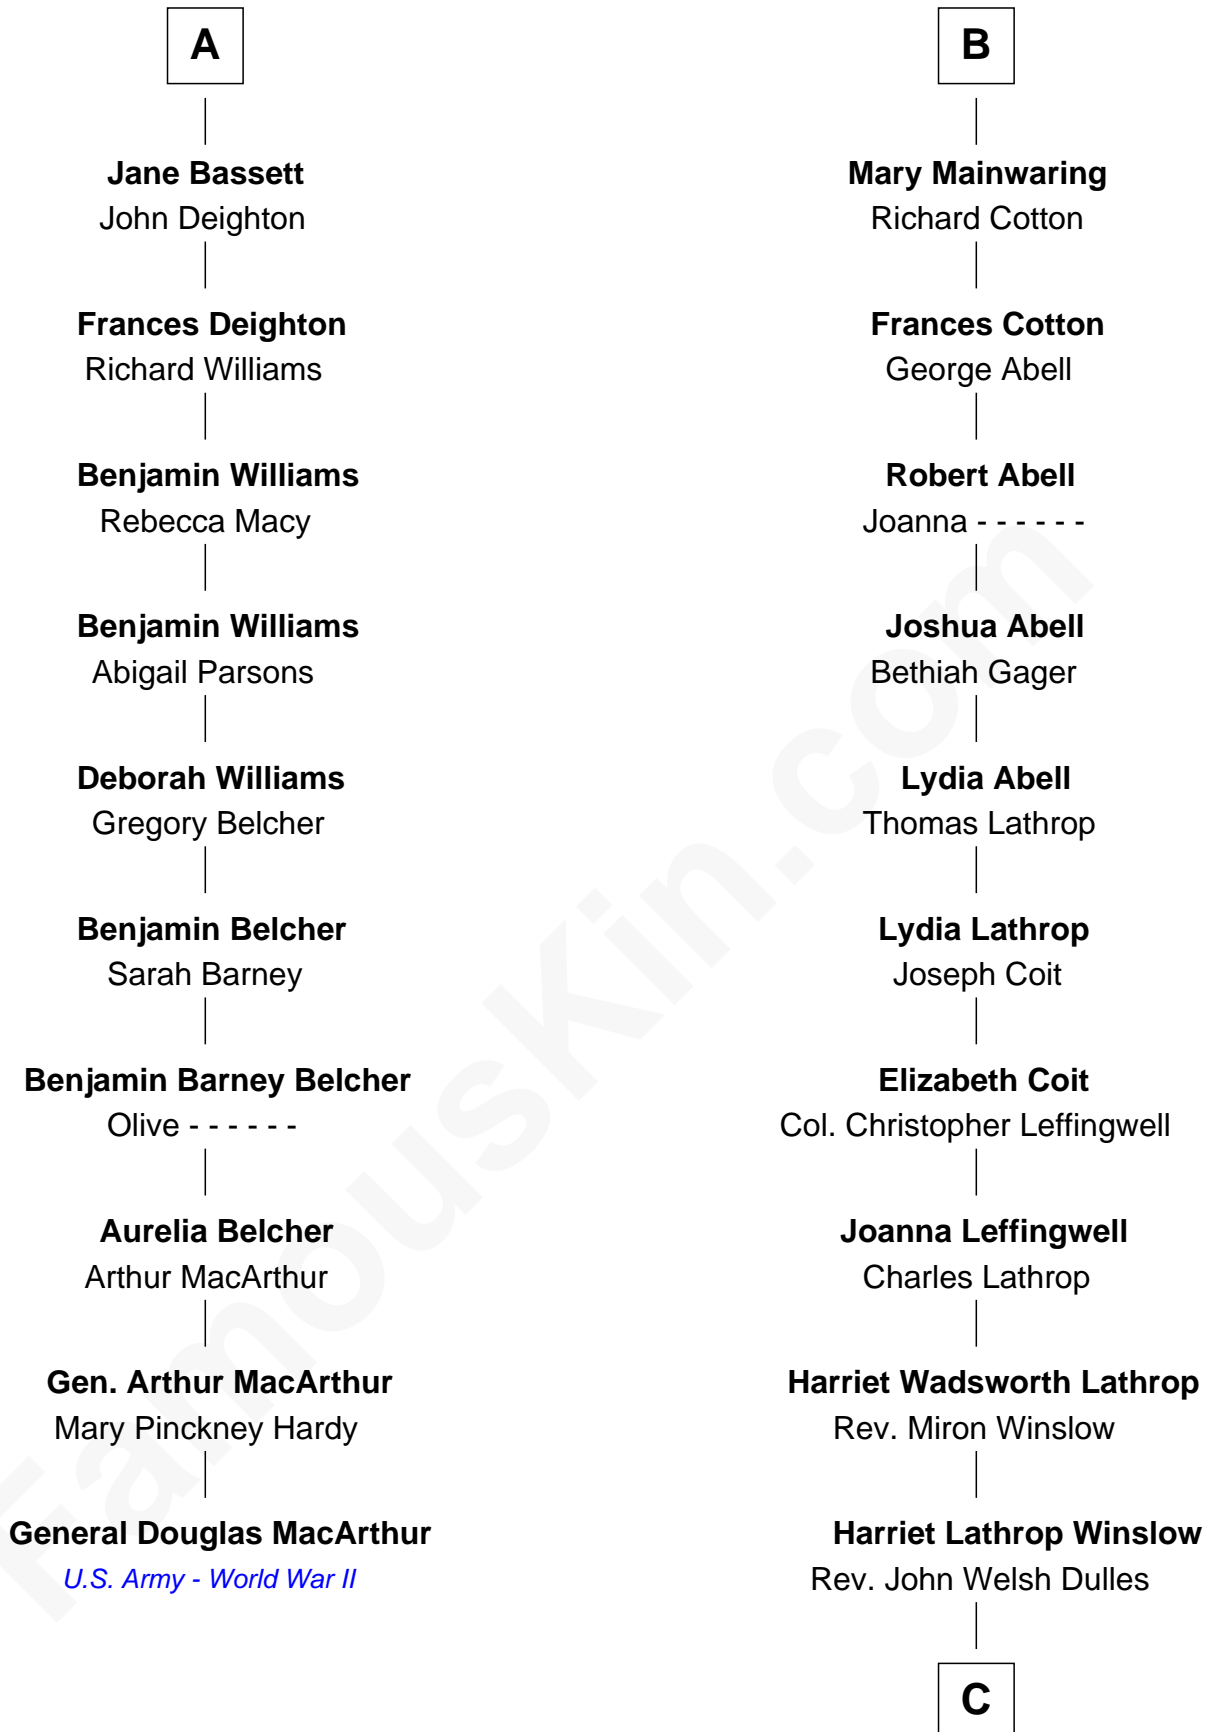 A
Jane Bassett
John Deighton
Frances Deighton
Richard Williams
Benjamin Williams
Rebecca Macy
Benjamin Williams
Abigail Parsons
Deborah Williams
Gregory Belcher
Benjamin Belcher
Sarah Barney
Benjamin Barney Belcher
Olive - - - - - -
Aurelia Belcher
Arthur MacArthur
Gen. Arthur MacArthur
Mary Pinckney Hardy
General Douglas MacArthur
U.S. Army - World War II
B
Mary Mainwaring
Richard Cotton
Frances Cotton
George Abell
Robert Abell
Joanna - - - - - -
Joshua Abell
Bethiah Gager
Lydia Abell
Thomas Lathrop
Lydia Lathrop
Joseph Coit
Elizabeth Coit
Col. Christopher Leffingwell
Joanna Leffingwell
Charles Lathrop
Harriet Wadsworth Lathrop
Rev. Miron Winslow
Harriet Lathrop Winslow
Rev. John Welsh Dulles
C
FamousKin.com